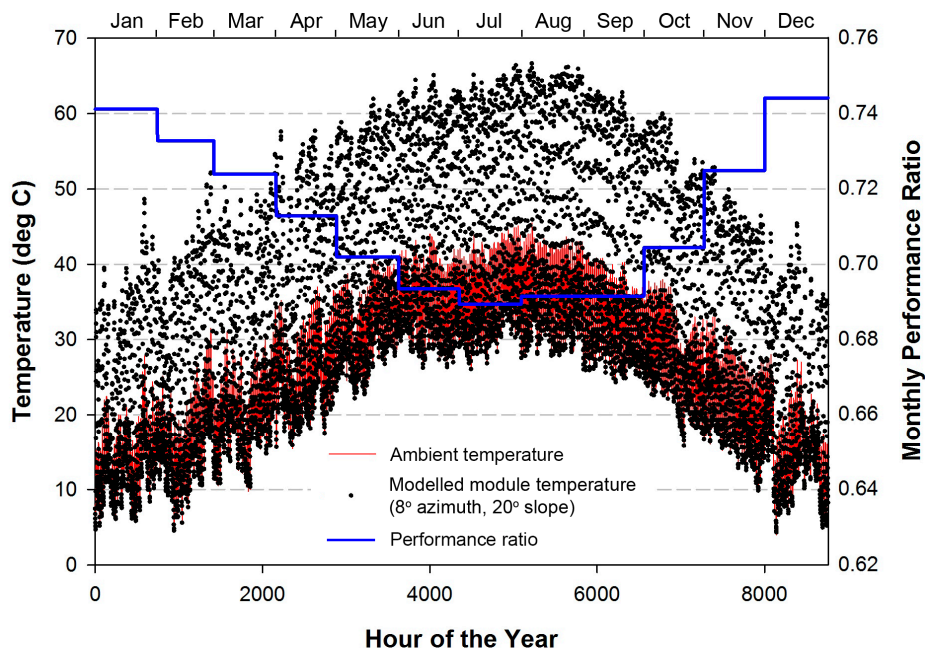 Jan Feb Mar Apr May Jun Jul Aug Sep Oct Nov Dec
70
60
50
40
30
20
10
0
Temperature (deg C)
0.76
0.74
0.72
0.70
0.68
0.66
0.64
0.62
Monthly Performance Ratio
Ambient temperature
Modelled module temperature
(8º azimuth, 20º slope)
Performance ratio
0 2000 4000 6000 8000
Hour of the Year